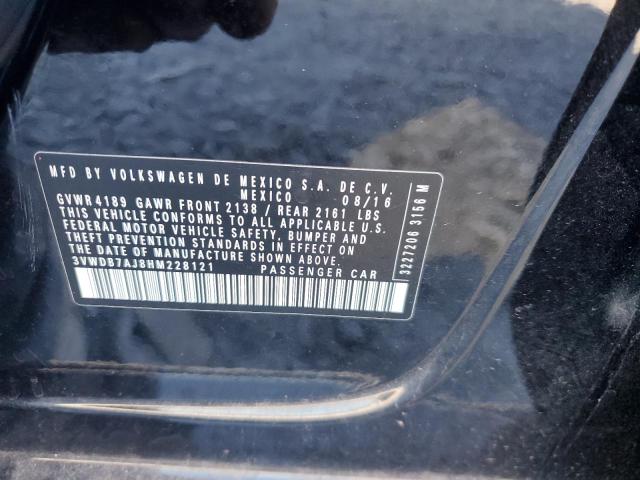 MFD BY VOLKSWAGEN DE MEXICO S.A. DE C.V.
MEXICO 08/16
GVWR4189 GAWR FRONT 2138 / REAR 2161 LBS
THIS VEHICLE CONFORMS TO ALL APPLICABLE U.S.
FEDERAL MOTOR VEHICLE SAFETY, BUMPER AND
THEFT PREVENTION STANDARDS IN EFFECT ON
THE DATE OF MANUFACTURE SHOWN ABOVE.
3VWDB7AJ8HM228121 PASSENGER CAR
3227206 3156 M